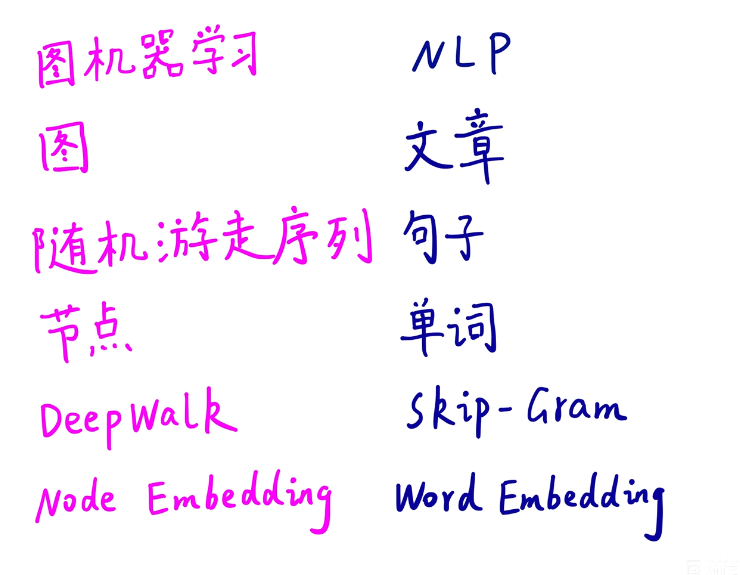 图机器学习 NLP
图 文章
随机游走序列 句子
节点 单词
DeepWalk Skip-Gram
Node Embedding Word Embedding